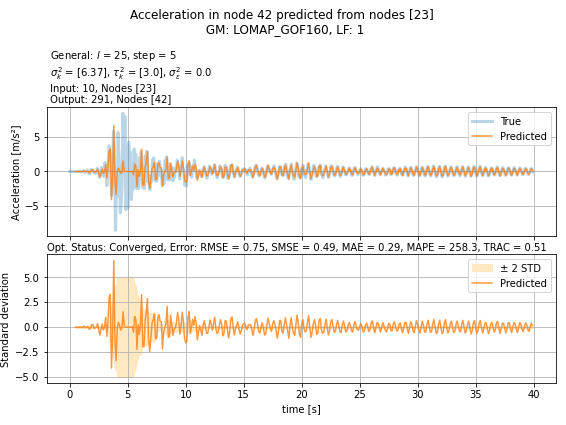 Acceleration in node 42 predicted from nodes [23]
GM: LOMAP_GOF160, LF: 1
General: l = 25, step = 5
σ²ₖ = [6.37], τ²ₖ = [3.0], σ²ₑ = 0.0
Input: 10, Nodes [23]
Output: 291, Nodes [42]
Acceleration [m/s²]
5
0
−5
True
Predicted
Opt. Status: Converged, Error: RMSE = 0.75, SMSE = 0.49, MAE = 0.29, MAPE = 258.3, TRAC = 0.51
Standard deviation
5.0
2.5
0.0
−2.5
−5.0
± 2 STD
Predicted
0 5 10 15 20 25 30 35 40
time [s]